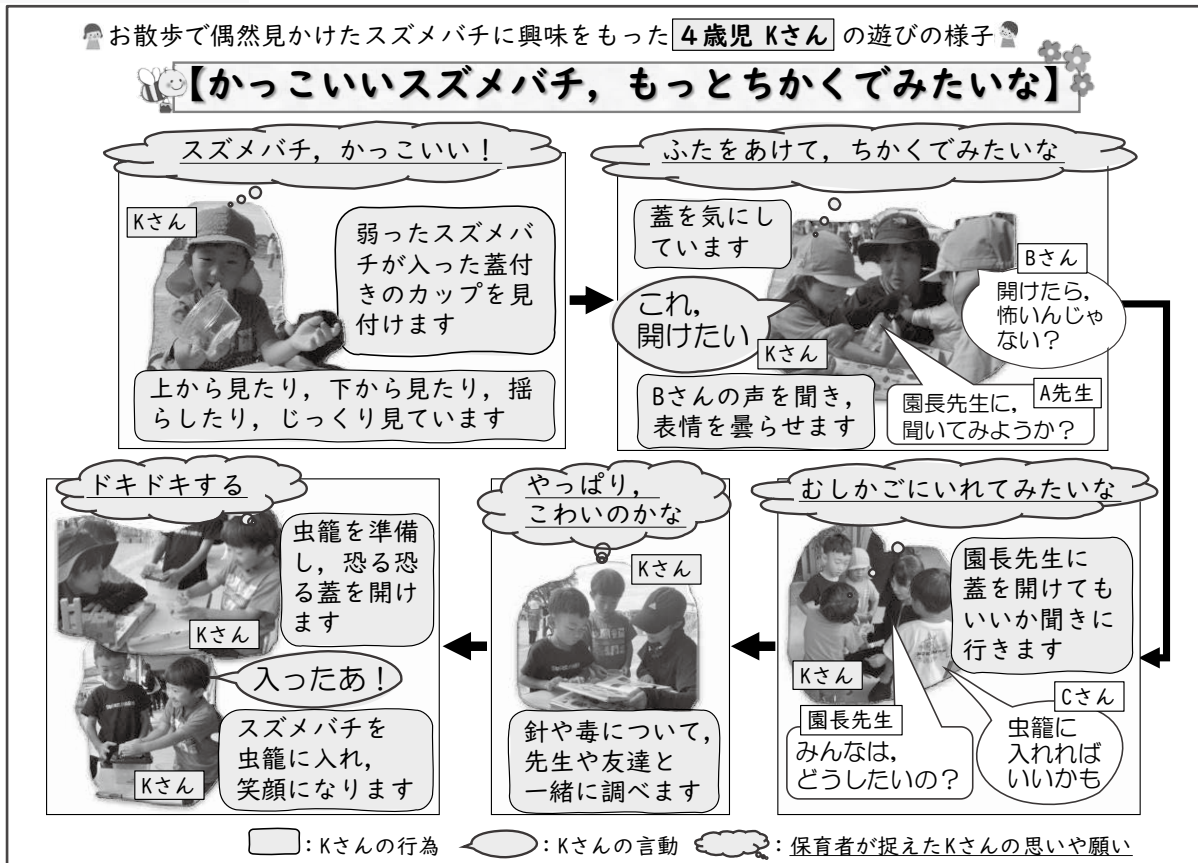 お散歩で偶然見かけたスズメバチに興味をもった 4歳児 Kさん の遊びの様子
【かっこいいスズメバチ，もっとちかくでみたいな】
スズメバチ，かっこいい！
Kさん
弱ったスズメバ
チが入った蓋付
きのカップを見
付けます
上から見たり，下から見たり，揺
らしたり，じっくり見ています
ふたをあけて，ちかくでみたいな
蓋を気にし
ています
これ，
開けたい
Kさん
Bさん
開けたら，
怖いんじゃ
ない？
Bさんの声を聞き，
表情を曇らせます
A先生
園長先生に，
聞いてみようか？
むしかごにいれてみたいな
園長先生に
蓋を開けても
いいか聞きに
行きます
Kさん
園長先生
みんなは，
どうしたいの？
Cさん
虫籠に
入れれば
いいかも
やっぱり，
こわいのかな
Kさん
針や毒について，
先生や友達と
一緒に調べます
ドキドキする
虫籠を準備
し，恐る恐
る蓋を開け
ます
Kさん
入ったあ！
スズメバチを
虫籠に入れ，
笑顔になります
Kさん
：Kさんの行為
：Kさんの言動
：保育者が捉えたKさんの思いや願い